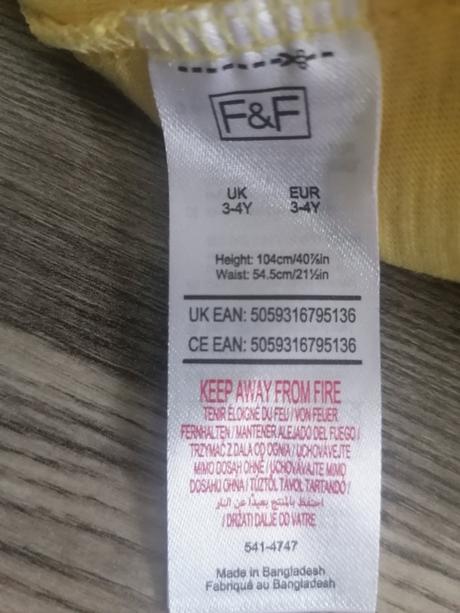 F&F
UK EUR
3-4Y 3-4Y
Height: 104cm/40⅞in
Waist: 54.5cm/21½in
UK EAN: 5059316795136
CE EAN: 5059316795136
KEEP AWAY FROM FIRE
TENIR ÉLOIGNÉ DU FEU / VON FEUER
FERNHALTEN / MANTENER ALEJADO DEL FUEGO /
TRZYMAĆ Z DALA OD OGNIA / UCHOVÁVEJTE
MIMO DOSAH OHNĚ / UCHOVÁVAJTE MIMO
DOSAHU OHŇA / TŰZTŐL TÁVOL TARTANDÓ /
احتفظ بالمنتج بعيدًا عن النار
/ DRŽATI DALJE OD VATRE
541-4747
Made in Bangladesh
Fabriqué au Bangladesh